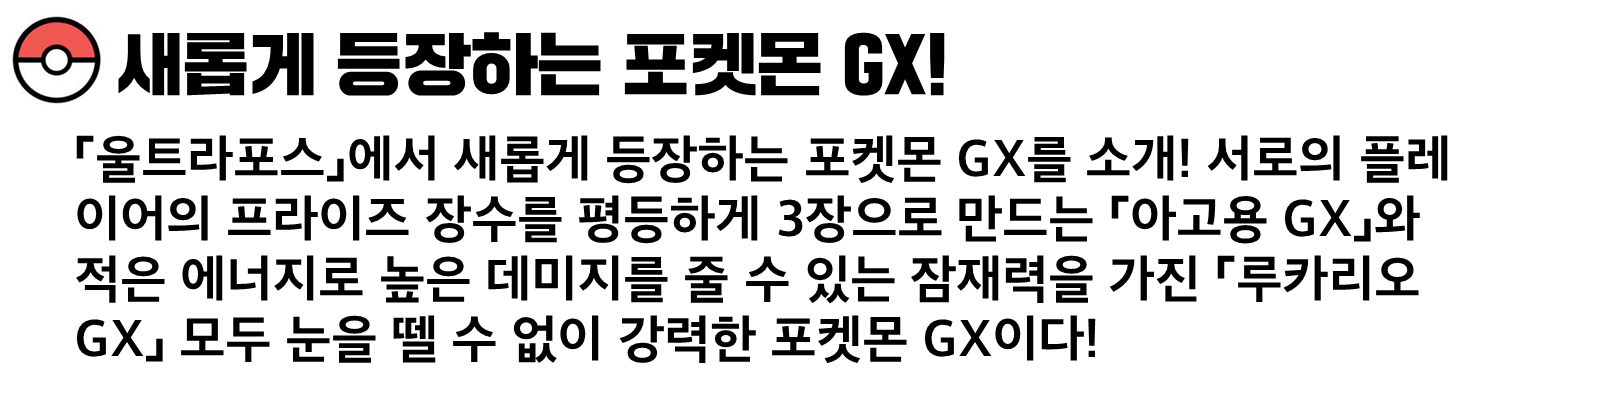 새롭게 등장하는 포켓몬 GX!
「울트라포스」에서 새롭게 등장하는 포켓몬 GX를 소개! 서로의 플레
이어의 프라이즈 장수를 평등하게 3장으로 만드는 「아고용 GX」와
적은 에너지로 높은 데미지를 줄 수 있는 잠재력을 가진 「루카리오
GX」 모두 눈을 뗄 수 없이 강력한 포켓몬 GX이다!